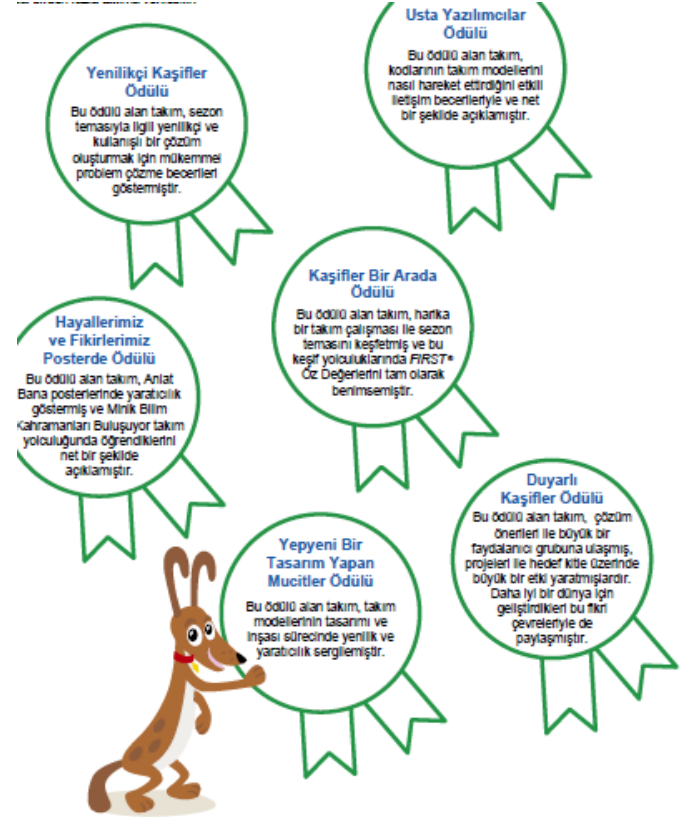 Usta Yazılımcılar
Ödülü
Bu ödülü alan takım,
kodlarının takım modellerini
nasıl hareket ettirdiğini etkili
iletişim becerileriyle ve net
bir şekilde açıklamıştır.
Yenilikçi Kaşifler
Ödülü
Bu ödülü alan takım, sezon
temasıyla ilgili yenilikçi ve
kullanışlı bir çözüm
oluşturmak için mükemmel
problem çözme becerileri
göstermiştir.
Kaşifler Bir Arada
Ödülü
Bu ödülü alan takım, harika
bir takım çalışması ile sezon
temasını keşfetmiş ve bu
keşif yolculuklarında FIRST®
Öz Değerlerini tam olarak
benimsemiştir.
Hayallerimiz
ve Fikirlerimiz
Posterde Ödülü
Bu ödülü alan takım, Anlat
Bana posterlerinde yaratıcılık
göstermiş ve Minik Bilim
Kahramanları Buluşuyor takım
yolculuğunda öğrendiklerini
net bir şekilde
açıklamıştır.
Duyarlı
Kaşifler Ödülü
Bu ödülü alan takım, çözüm
önerileri ile büyük bir
faydalanıcı grubuna ulaşmış,
projeleri ile hedef kitle üzerinde
büyük bir etki yaratmışlardır.
Daha iyi bir dünya için
geliştirdikleri bu fikri
çevreleriyle de
paylaşmıştır.
Yepyeni Bir
Tasarım Yapan
Mucitler Ödülü
Bu ödülü alan takım, takım
modellerinin tasarımı ve
inşası sürecinde yenilik ve
yaratıcılık sergilemiştir.